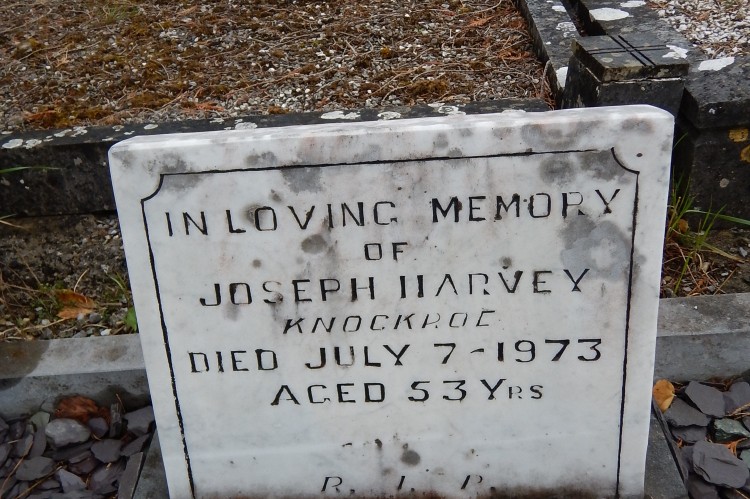 IN LOVING MEMORY
OF
JOSEPH HARVEY
KNOCKROE
DIED JULY 7-1973
AGED 53 YRS
R. I. P.